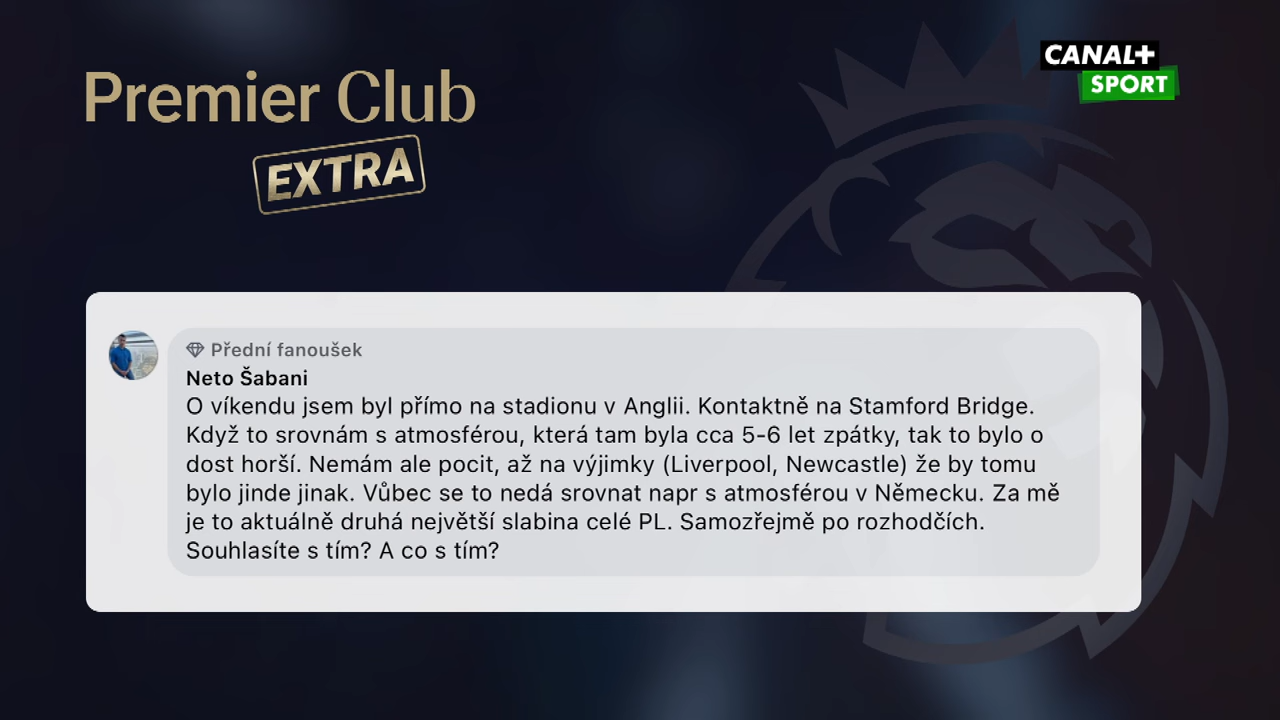 Premier Club
EXTRA
CANAL+
SPORT
Přední fanoušek
Neto Šabani
O víkendu jsem byl přímo na stadionu v Anglii. Kontaktně na Stamford Bridge.
Když to srovnám s atmosférou, která tam byla cca 5-6 let zpátky, tak to bylo o
dost horší. Nemám ale pocit, až na výjimky (Liverpool, Newcastle) že by tomu
bylo jinde jinak. Vůbec se to nedá srovnat napr s atmosférou v Německu. Za mě
je to aktuálně druhá největší slabina celé PL. Samozřejmě po rozhodčích.
Souhlasíte s tím? A co s tím?